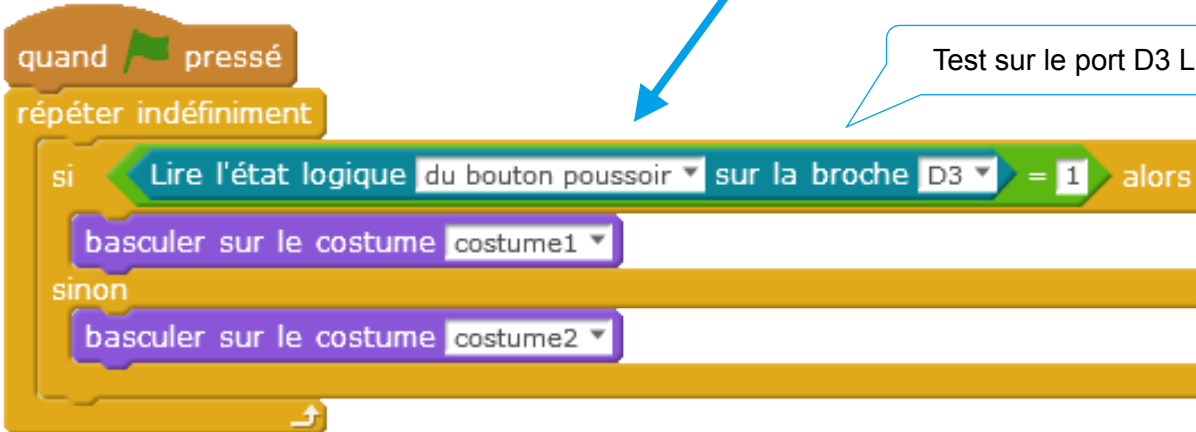 Test sur le port D3 L
quand pressé
répéter indéfiniment
si Lire l'état logique du bouton poussoir sur la broche D3 = 1 alors
basculer sur le costume costume1
sinon
basculer sur le costume costume2